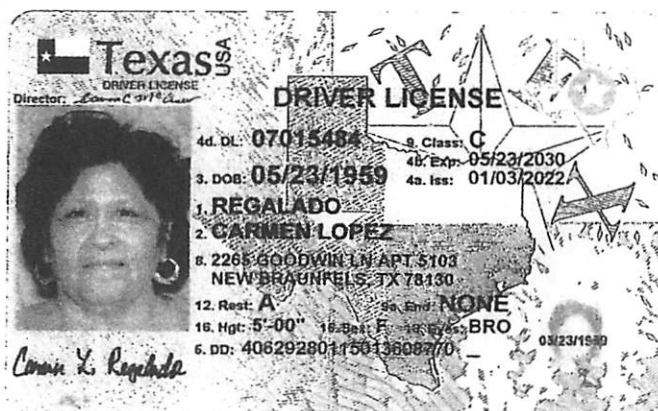 Texas USA
DRIVER LICENSE
Director:
DRIVER LICENSE
4d. DL: 07015484 9. Class: C
4b. Exp: 05/23/2030
3. DOB: 05/23/1959 4a. Iss: 01/03/2022
1. REGALADO
2. CARMEN LOPEZ
8. 2265 GOODWIN LN APT 5103
NEW BRAUNFELS, TX 78130
12. Rest: A 9a. End: NONE
16. Hgt: 5'-00" 15. Sex: F 18. Eyes: BRO
5. DD: 40629280115013608770
05/23/1959
Carmen L. Regalado